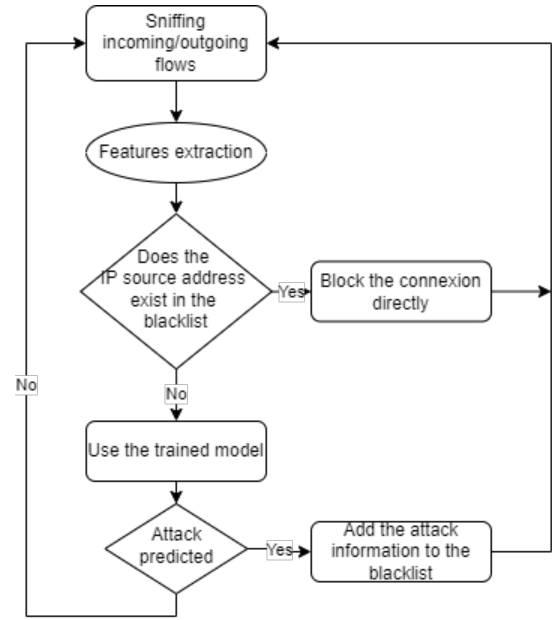 Sniffing
incoming/outgoing
flows
Features extraction
Does the
IP source address
exist in the
blacklist
Yes
Block the connexion
directly
No
No
Use the trained model
Attack
predicted
Yes
Add the attack
information to the
blacklist